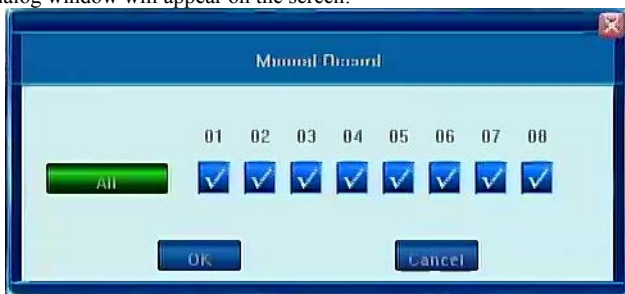 dialog window will appear on the screen.
Manual Record
01 02 03 04 05 06 07 08
All
OK Cancel